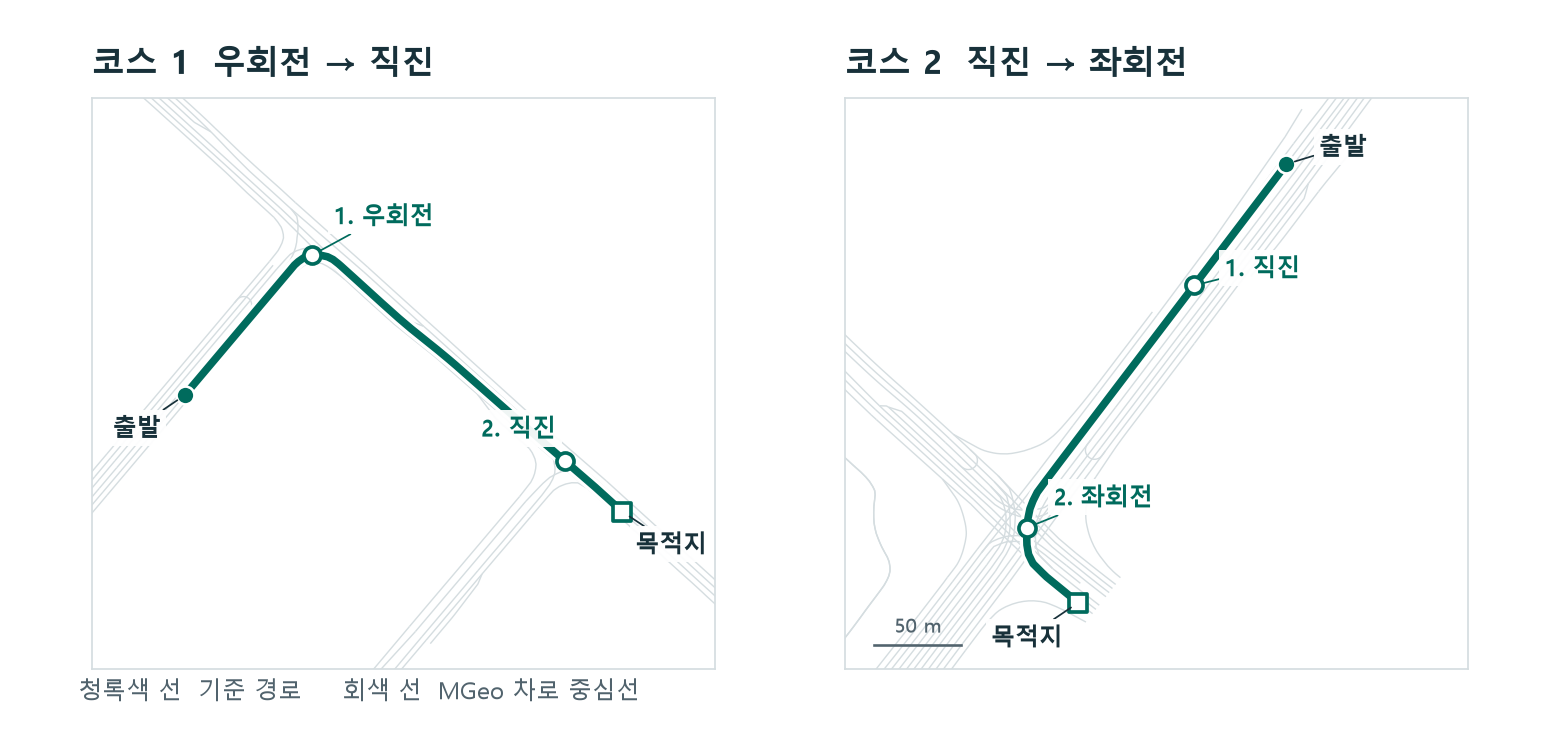 코스 1 우회전 → 직진
1. 우회전
출발
2. 직진
목적지
청록색 선 기준 경로 회색 선 MGeo 차로 중심선
코스 2 직진 → 좌회전
출발
1. 직진
2. 좌회전
50 m
목적지